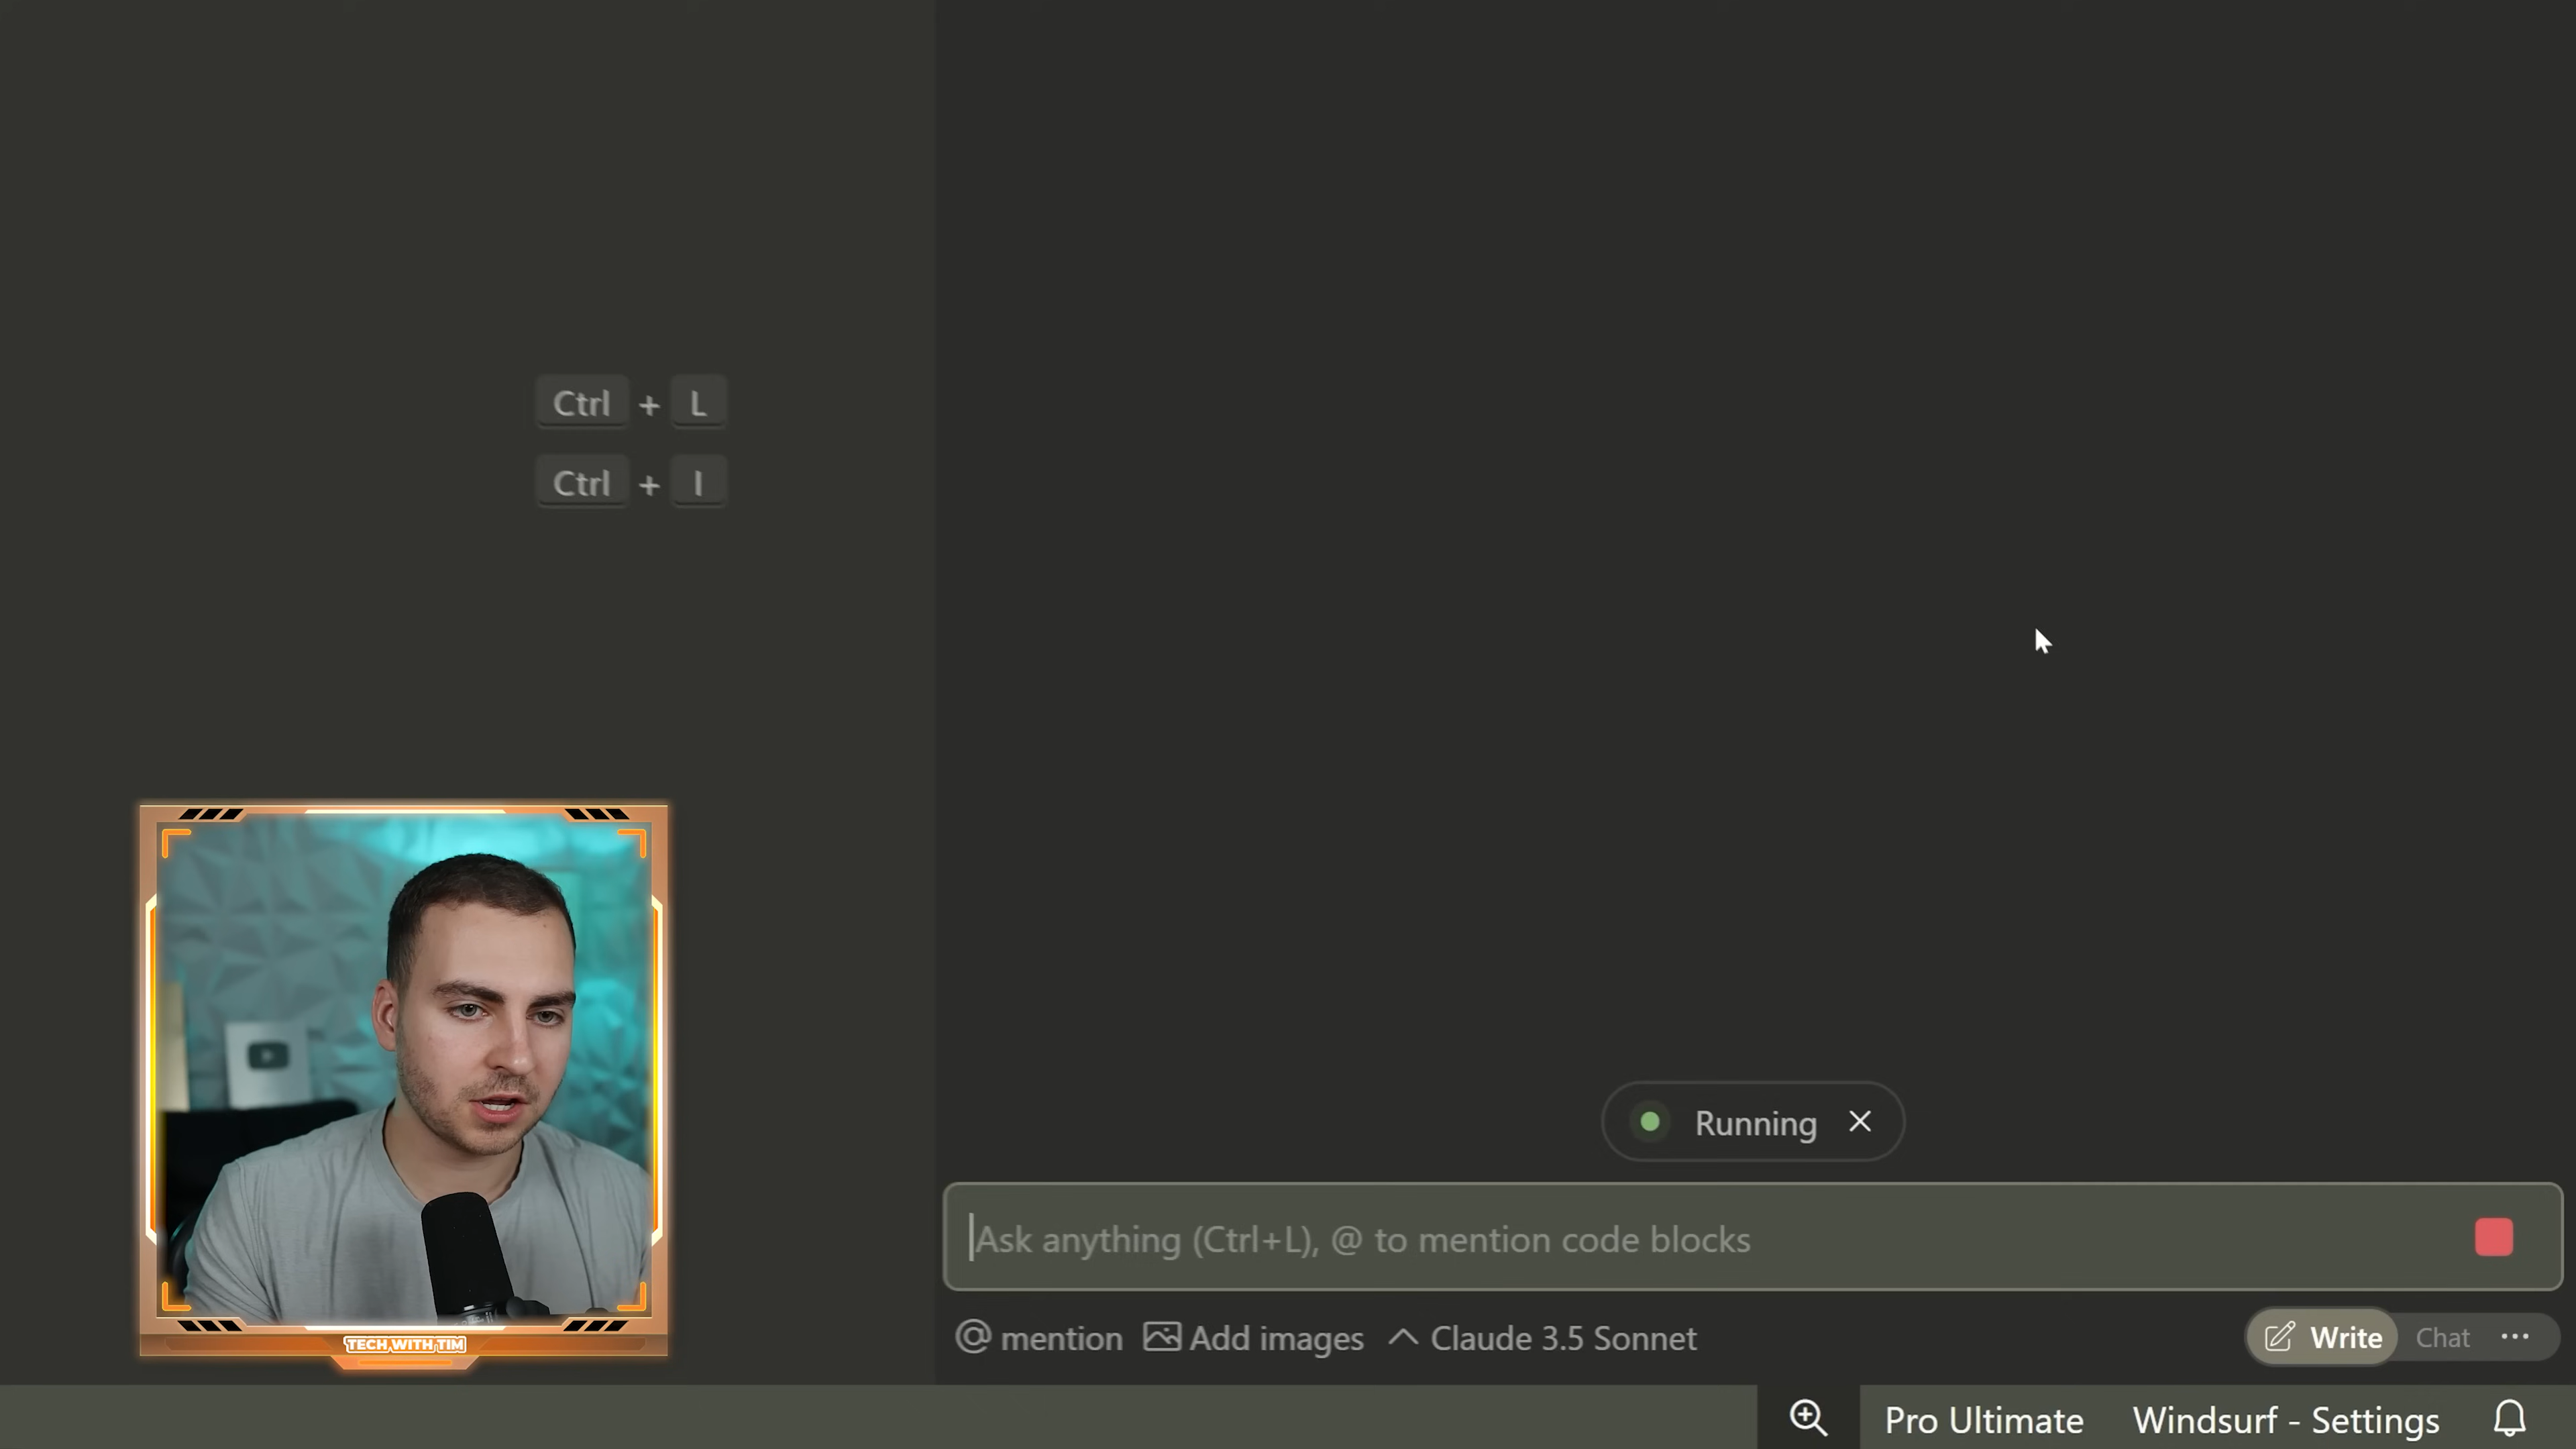 Ctrl + L
Ctrl + I
Running
Ask anything (Ctrl+L), @ to mention code blocks
@ mention Add images Claude 3.5 Sonnet Write Chat ...
TECH WITH TIM
Pro Ultimate Windsurf - Settings